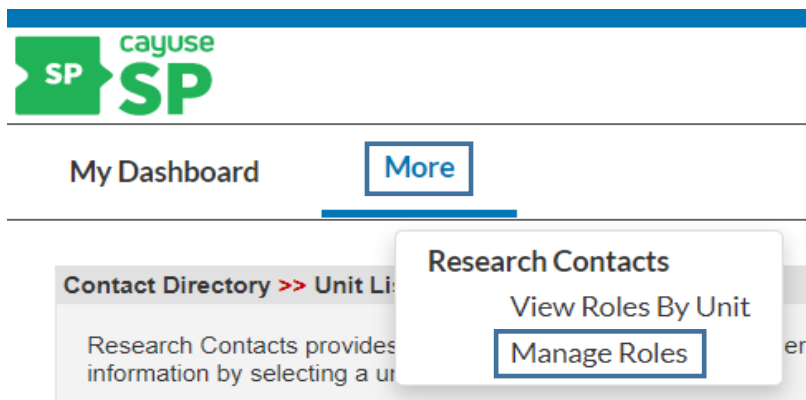 SP cayuse SP
My Dashboard More
Research Contacts
View Roles By Unit
Manage Roles
Contact Directory >> Unit
Research Contacts provides
information by selecting a